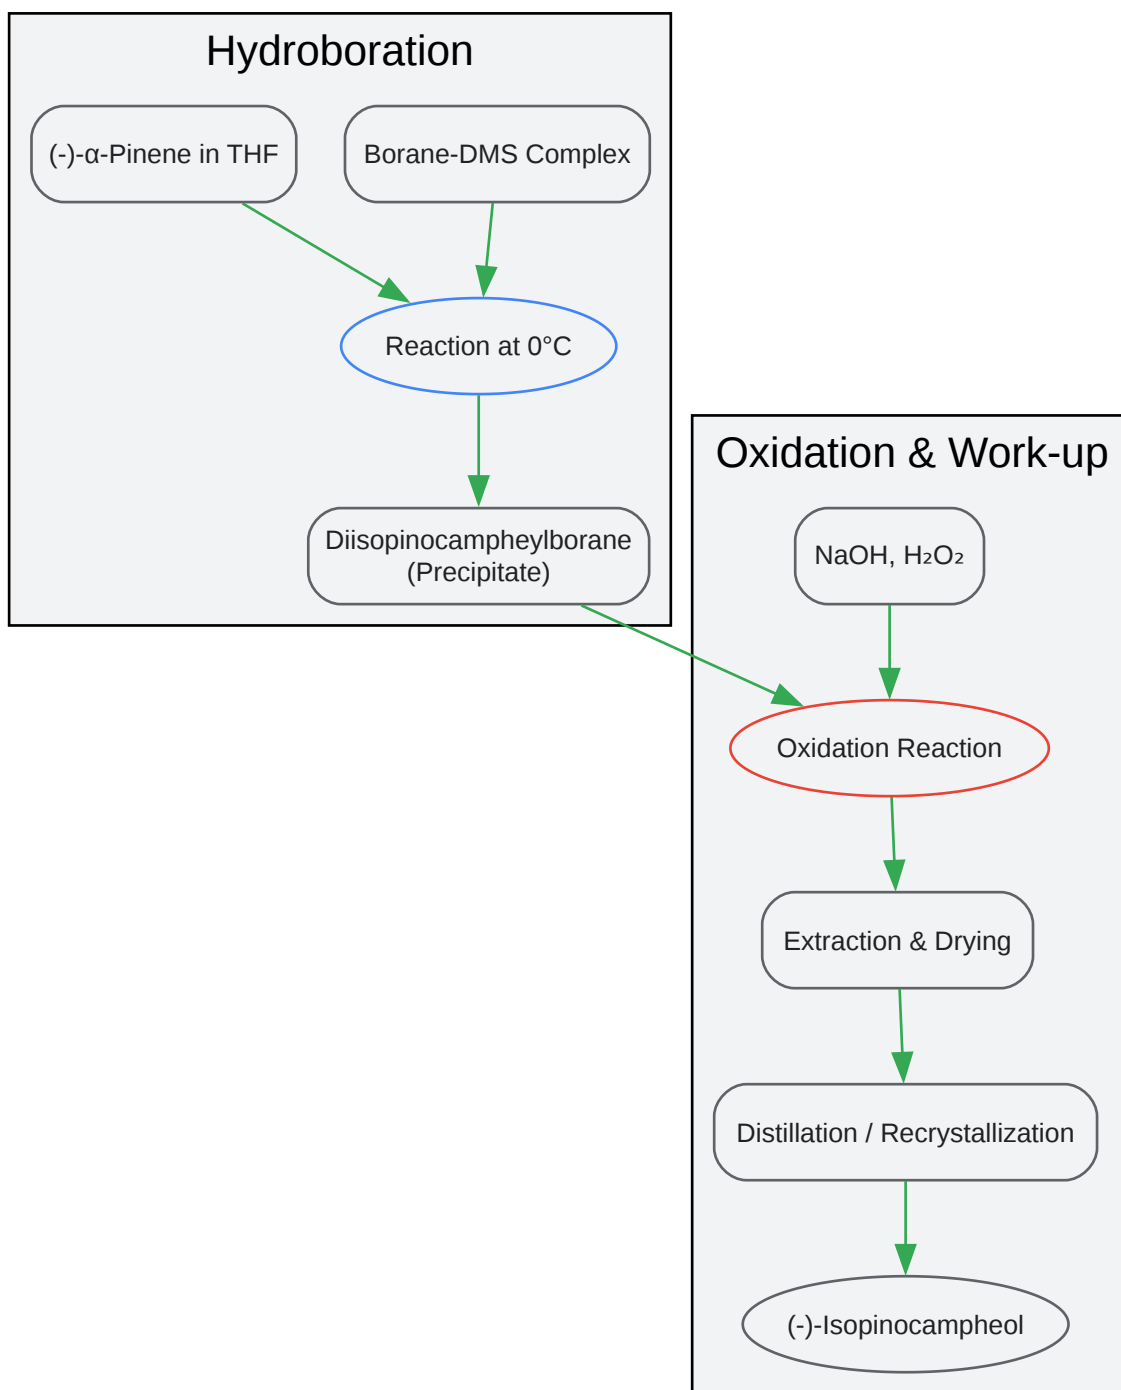 Hydroboration
(-)-α-Pinene in THF
Borane-DMS Complex
Reaction at 0°C
Diisopinocampheylborane
(Precipitate)
Oxidation & Work-up
NaOH, H₂O₂
Oxidation Reaction
Extraction & Drying
Distillation / Recrystallization
(-)-Isopinocampheol